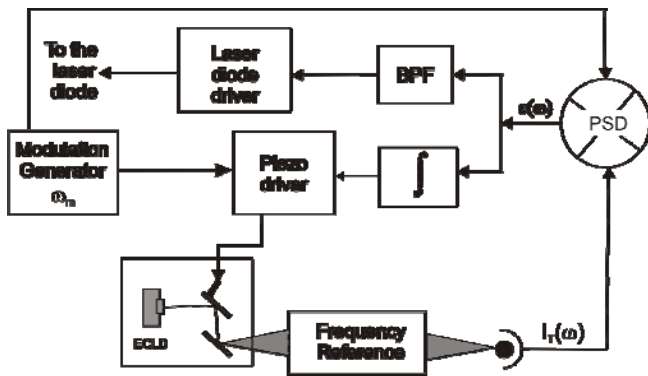 To the
laser
diode
Laser
diode
driver
BPF
ε(ω)
PSD
Modulation
Generator
ωm
Piezo
driver
∫
ECLD
Frequency
Reference
IT(ω)